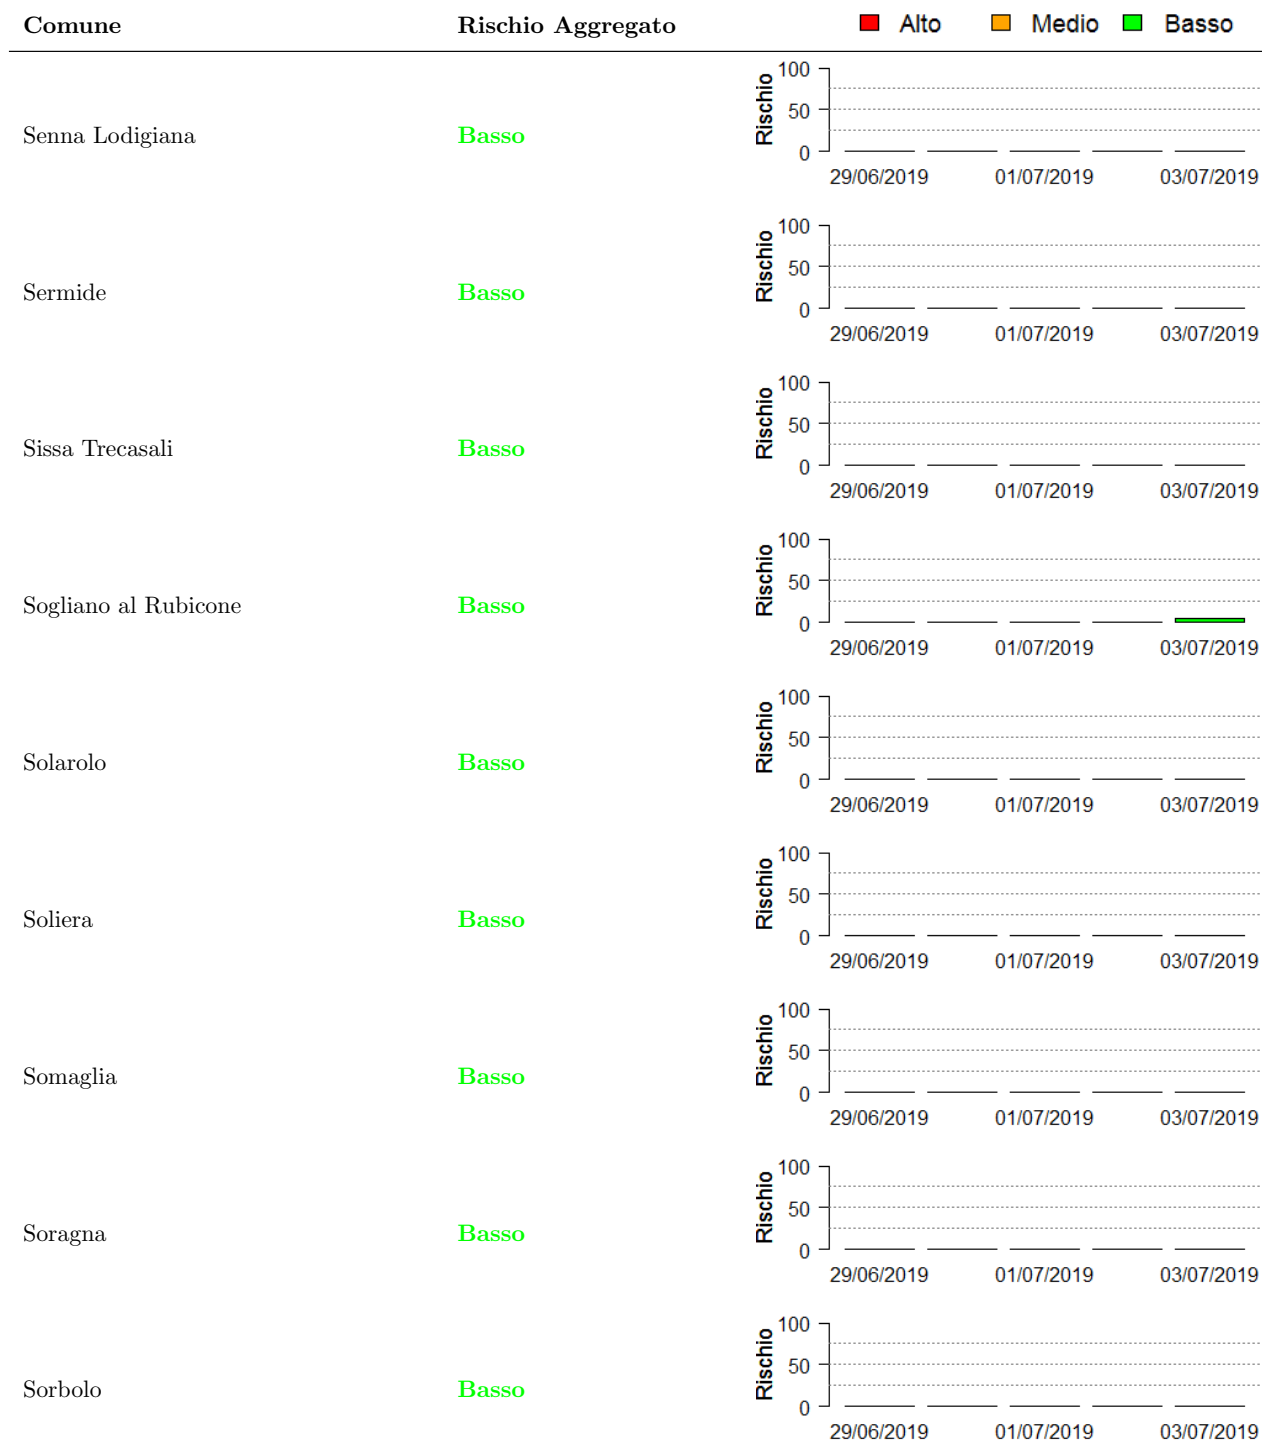 Comune Rischio Aggregato Alto Medio Basso
100
50
0
Rischio
Senna Lodigiana Basso
29/06/2019 01/07/2019 03/07/2019
100
50
0
Rischio
Sermide Basso
29/06/2019 01/07/2019 03/07/2019
100
50
0
Rischio
Sissa Trecasali Basso
29/06/2019 01/07/2019 03/07/2019
100
50
0
Rischio
Sogliano al Rubicone Basso
29/06/2019 01/07/2019 03/07/2019
100
50
0
Rischio
Solarolo Basso
29/06/2019 01/07/2019 03/07/2019
100
50
0
Rischio
Soliera Basso
29/06/2019 01/07/2019 03/07/2019
100
50
0
Rischio
Somaglia Basso
29/06/2019 01/07/2019 03/07/2019
100
50
0
Rischio
Soragna Basso
29/06/2019 01/07/2019 03/07/2019
100
50
0
Rischio
Sorbolo Basso
29/06/2019 01/07/2019 03/07/2019